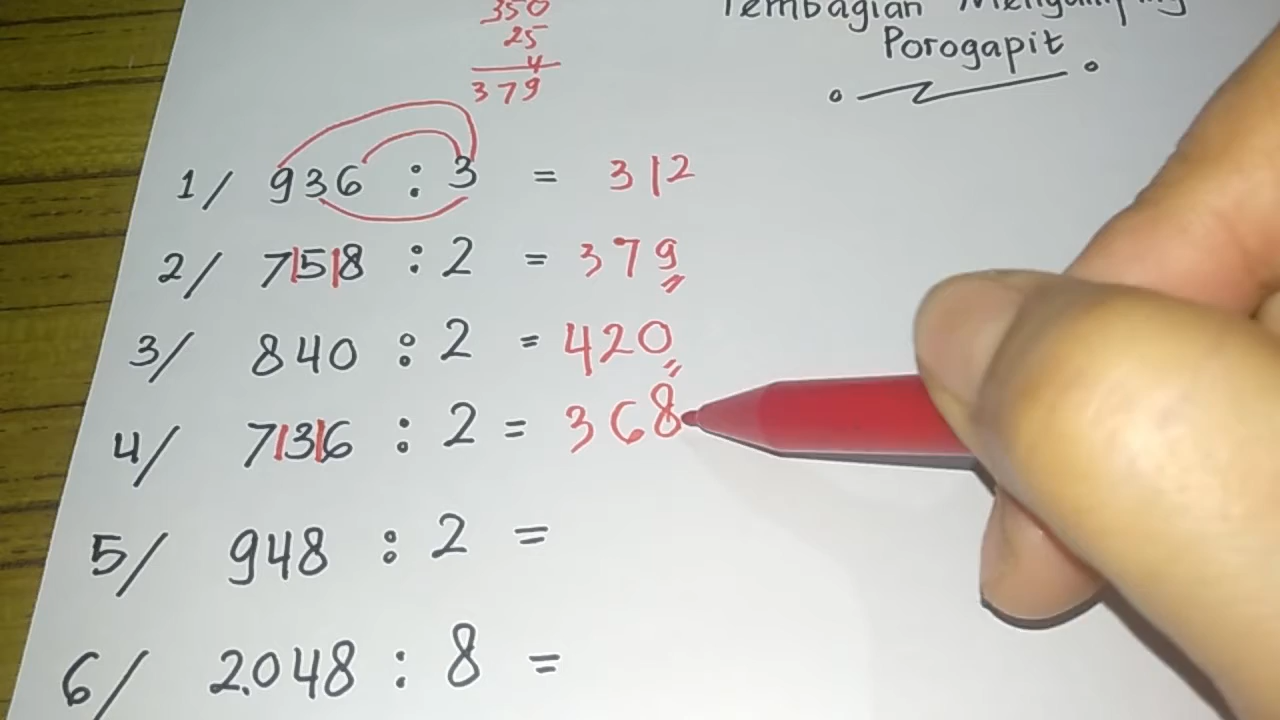 350
25
4
379
Pembagian
Porogapit
1/ 936 : 3 = 312
2/ 758 : 2 = 379
3/ 840 : 2 = 420
4/ 736 : 2 = 368
5/ 948 : 2 =
6/ 2.048 : 8 =